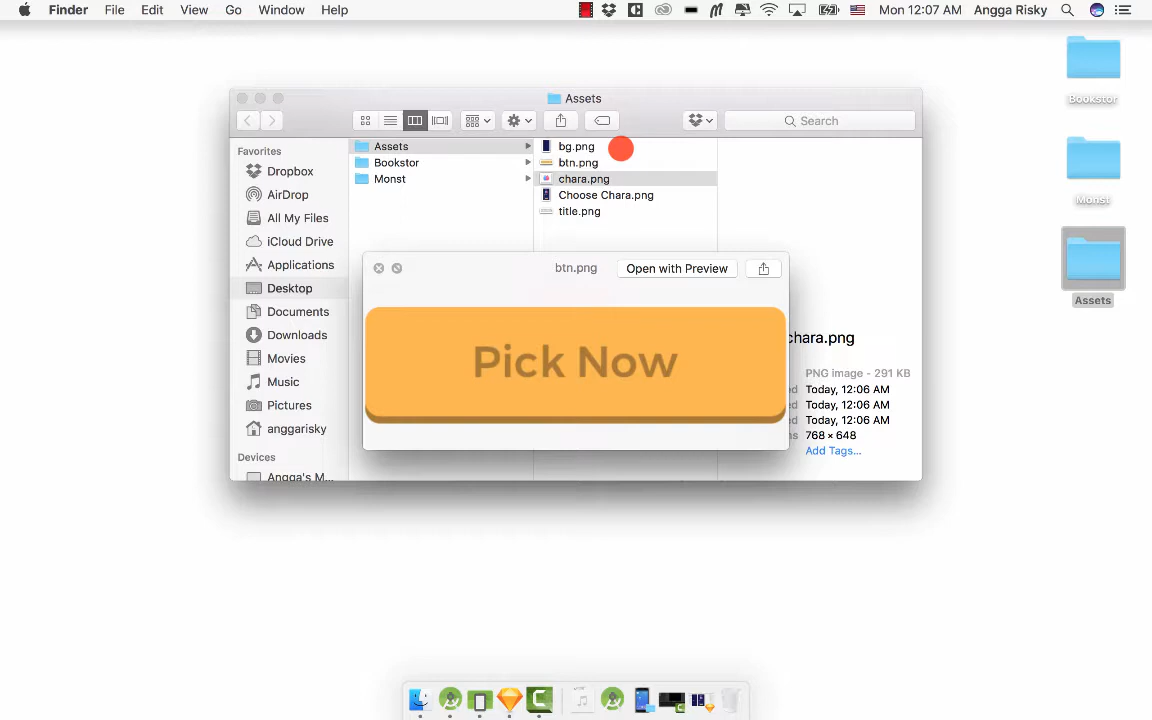 Finder File Edit View Go Window Help Mon 12:07 AM Angga Risky
Assets
Search
Favorites
Dropbox
AirDrop
All My Files
iCloud Drive
Applications
Desktop
Documents
Downloads
Movies
Music
Pictures
anggarisky
Devices
Angga's M...
Assets
Bookstor
Monst
bg.png
btn.png
chara.png
Choose Chara.png
title.png
btn.png Open with Preview
Pick Now
chara.png
PNG image - 291 KB
Today, 12:06 AM
Today, 12:06 AM
Today, 12:06 AM
768 × 648
Add Tags...
Bookstor
Monst
Assets